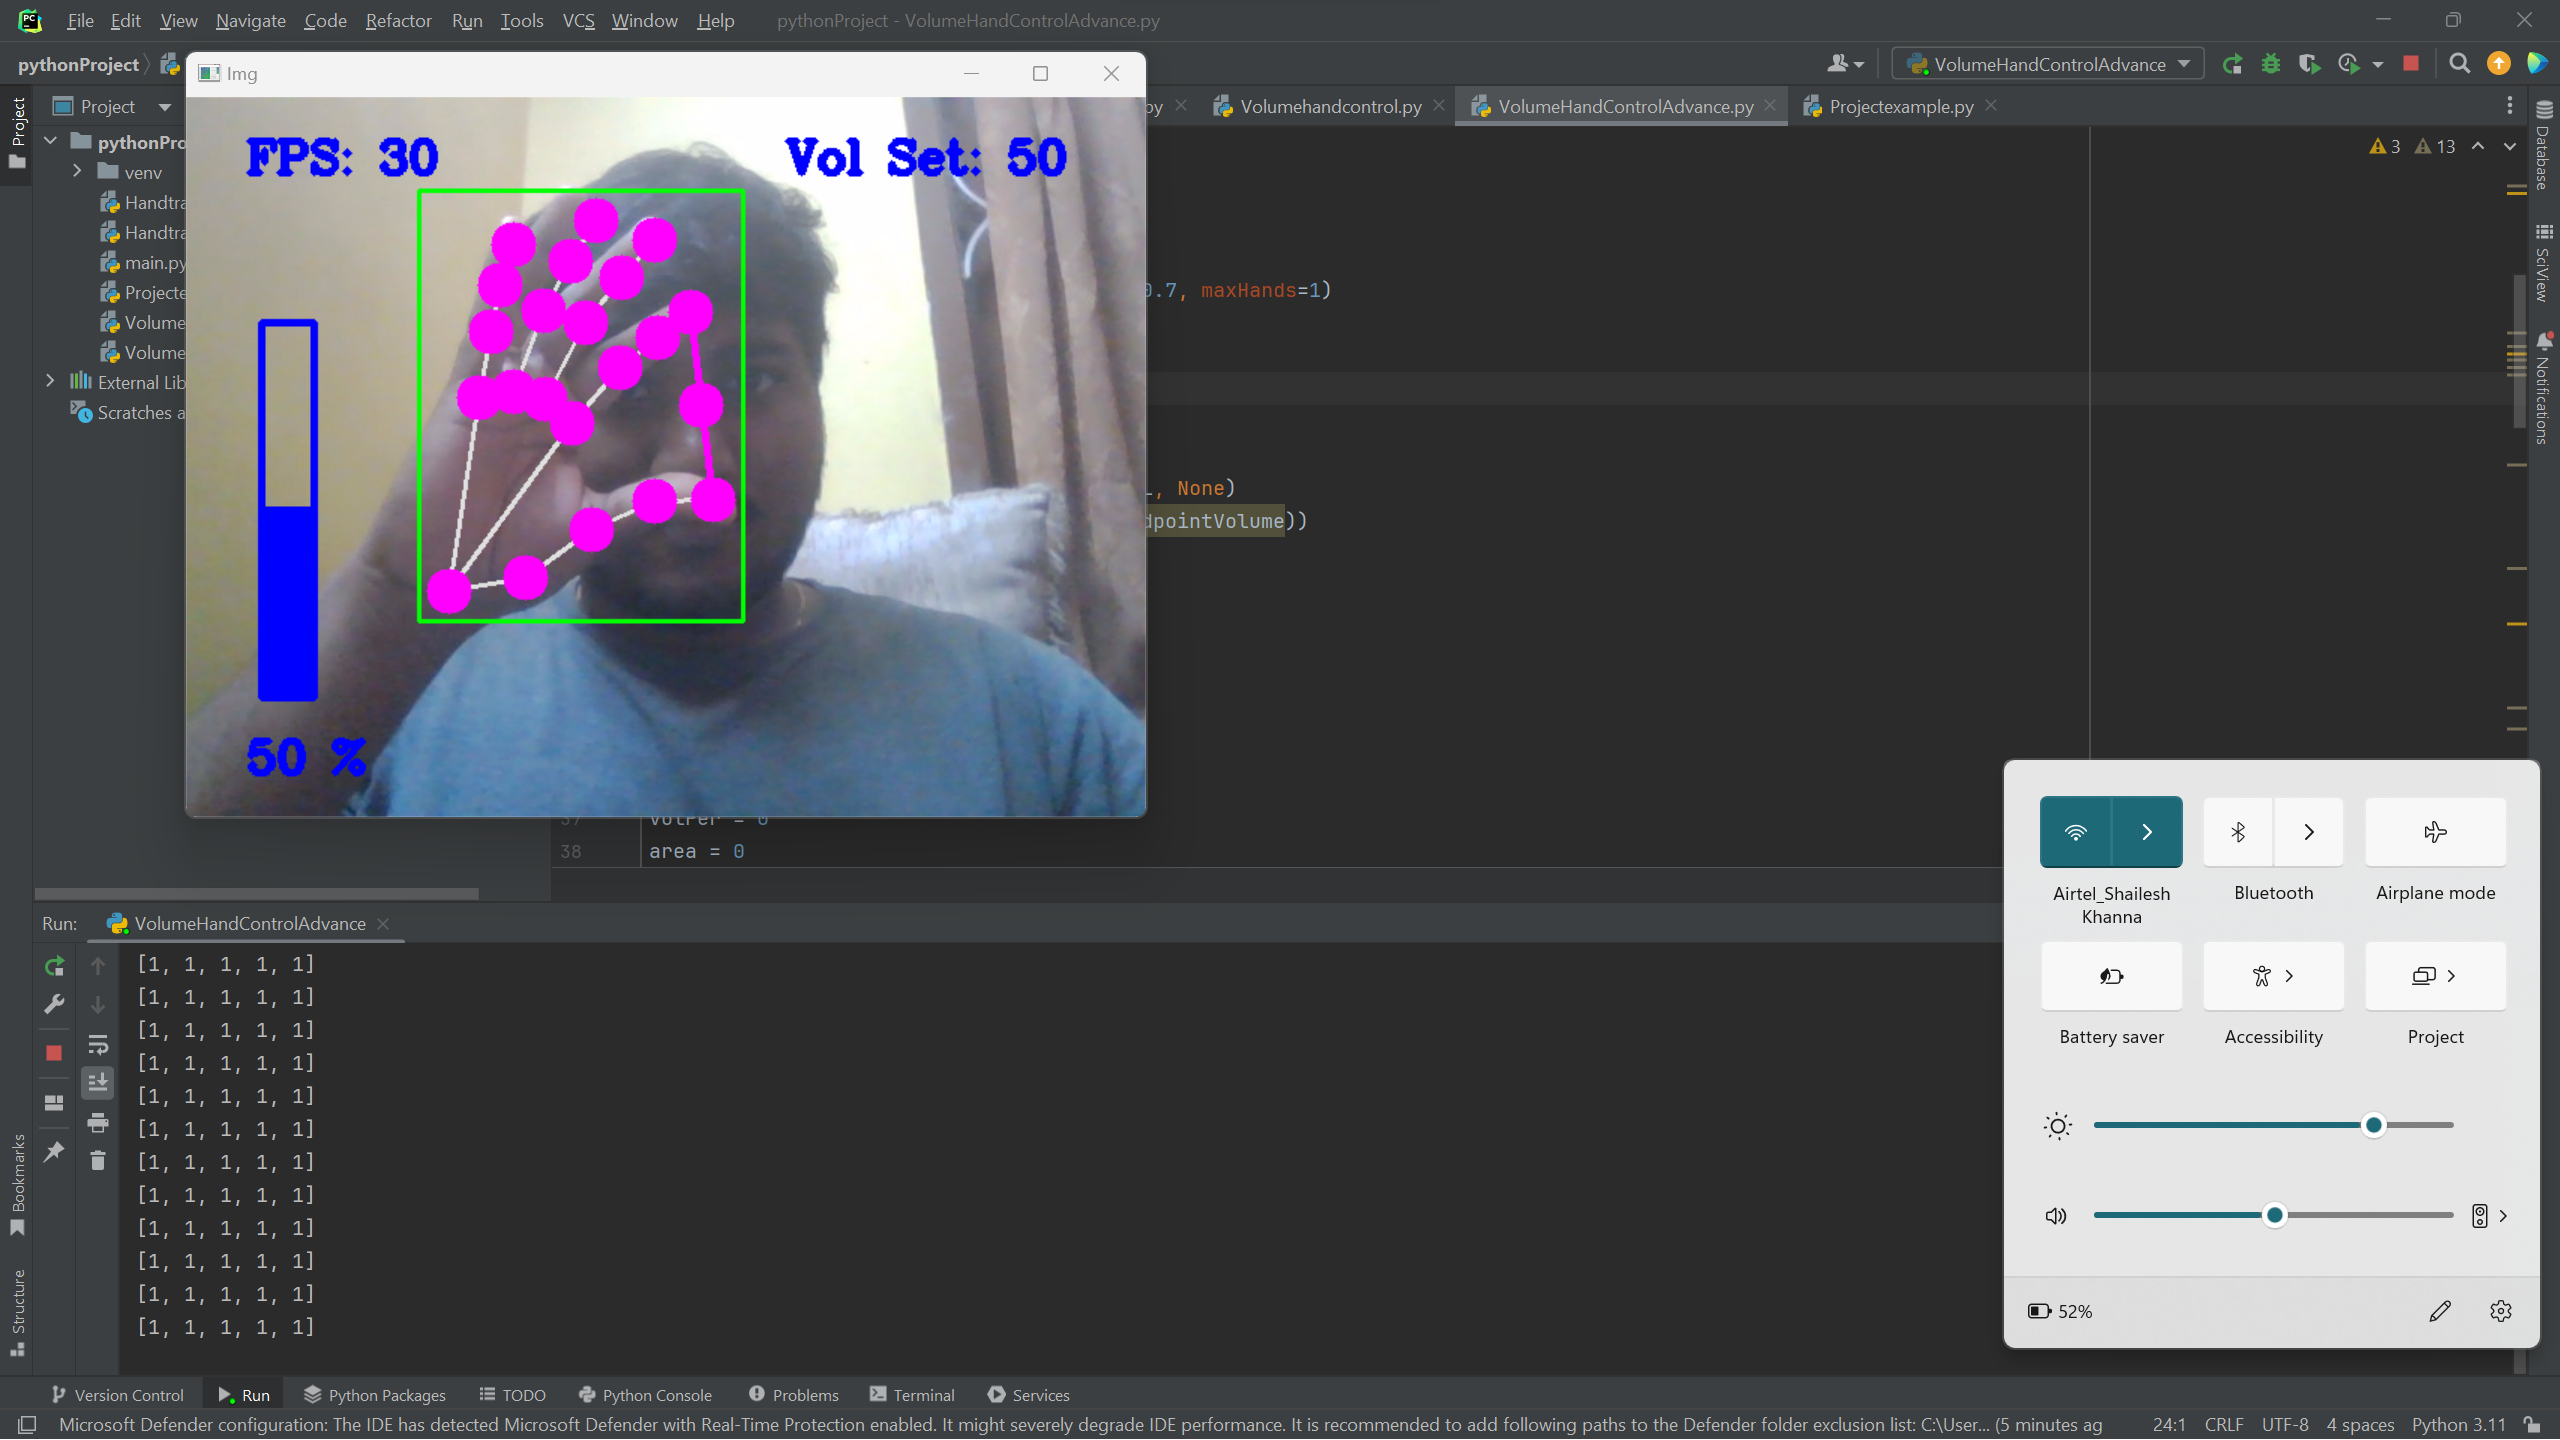 File Edit View Navigate Code Refactor Run Tools VCS Window Help pythonProject - VolumeHandControlAdvance.py
pythonProject
VolumeHandControlAdvance
Img
Project
Project
py
Volumehandcontrol.py
VolumeHandControlAdvance.py
Projectexample.py
FPS: 30
Vol Set: 50
50 %
pythonPro
venv
Handtra
Handtra
main.py
Projecte
Volume
Volume
External Lib
Scratches a
3 13
Database
SciView
Notifications
0.7, maxHands=1)
, None)
dpointVolume))
37 volPer = 0
38 area = 0
Run: VolumeHandControlAdvance
[1, 1, 1, 1, 1]
[1, 1, 1, 1, 1]
[1, 1, 1, 1, 1]
[1, 1, 1, 1, 1]
[1, 1, 1, 1, 1]
[1, 1, 1, 1, 1]
[1, 1, 1, 1, 1]
[1, 1, 1, 1, 1]
[1, 1, 1, 1, 1]
[1, 1, 1, 1, 1]
[1, 1, 1, 1, 1]
[1, 1, 1, 1, 1]
Bookmarks
Structure
Airtel_Shailesh
Khanna
Bluetooth
Airplane mode
Battery saver
Accessibility
Project
52%
Version Control Run Python Packages TODO Python Console Problems Terminal Services
Microsoft Defender configuration: The IDE has detected Microsoft Defender with Real-Time Protection enabled. It might severely degrade IDE performance. It is recommended to add following paths to the Defender folder exclusion list: C:\User... (5 minutes ag 24:1 CRLF UTF-8 4 spaces Python 3.11